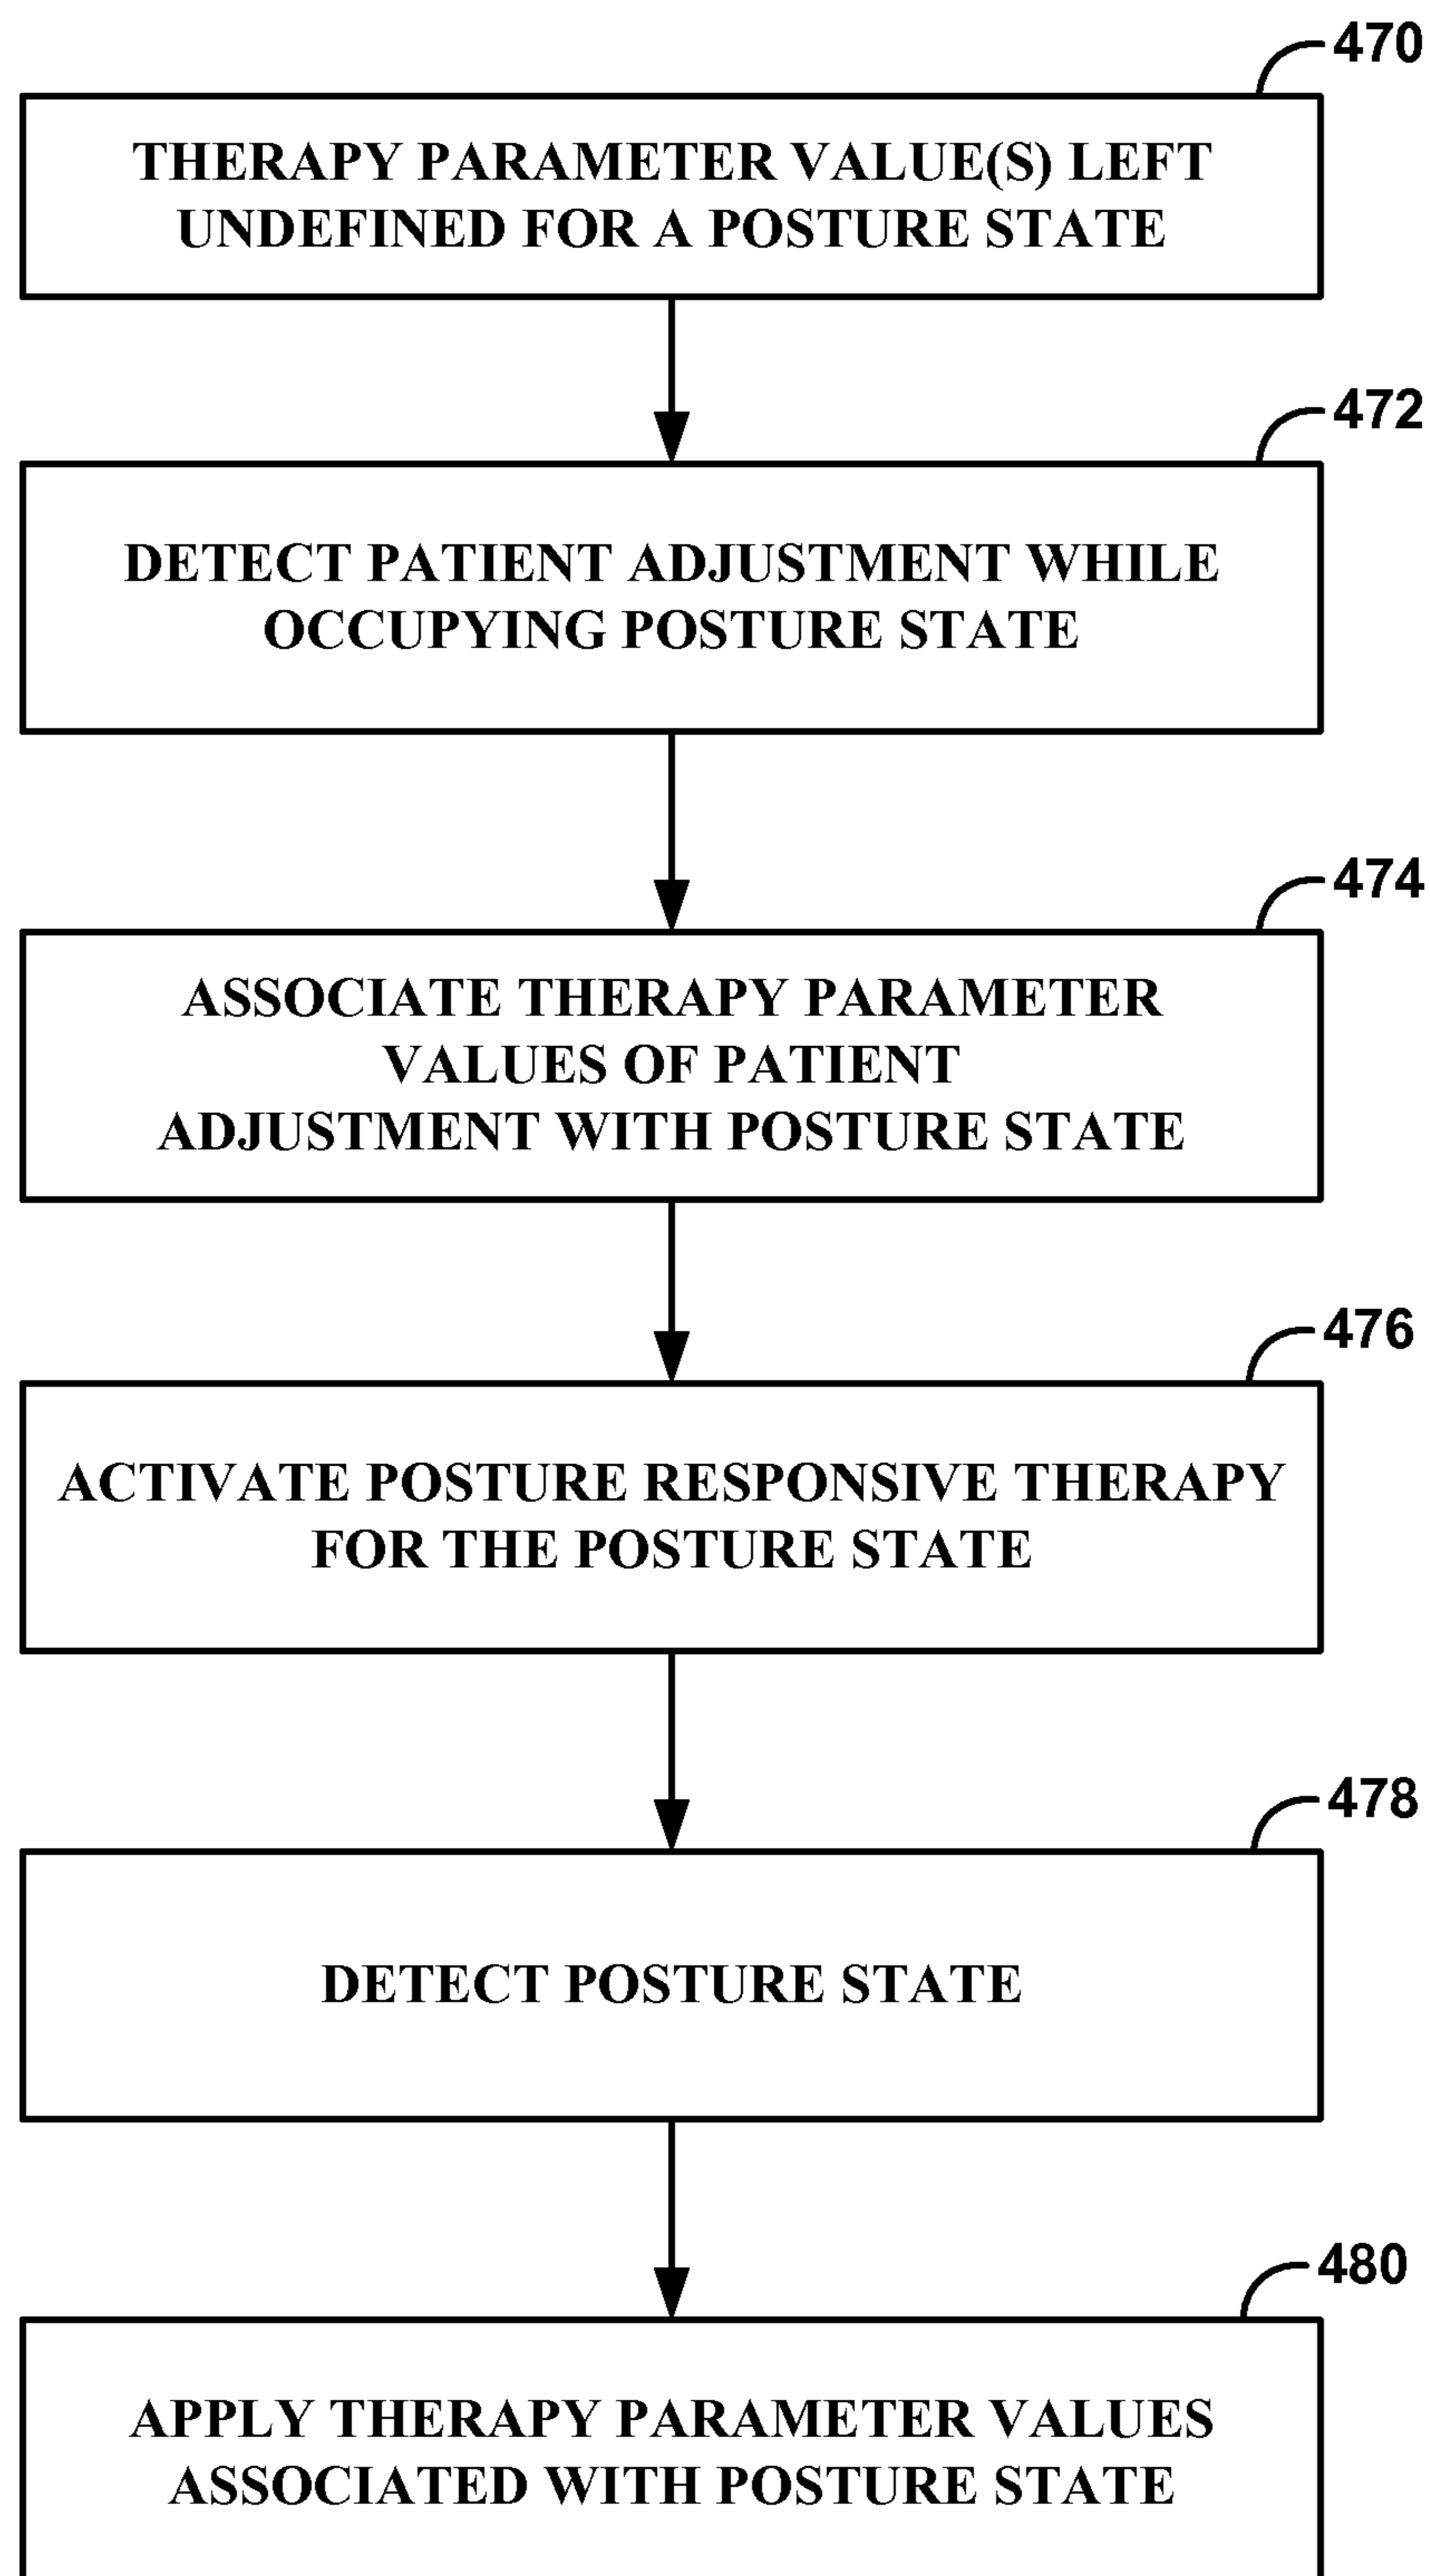 470
THERAPY PARAMETER VALUE(S) LEFT
UNDEFINED FOR A POSTURE STATE
472
DETECT PATIENT ADJUSTMENT WHILE
OCCUPYING POSTURE STATE
474
ASSOCIATE THERAPY PARAMETER
VALUES OF PATIENT
ADJUSTMENT WITH POSTURE STATE
476
ACTIVATE POSTURE RESPONSIVE THERAPY
FOR THE POSTURE STATE
478
DETECT POSTURE STATE
480
APPLY THERAPY PARAMETER VALUES
ASSOCIATED WITH POSTURE STATE